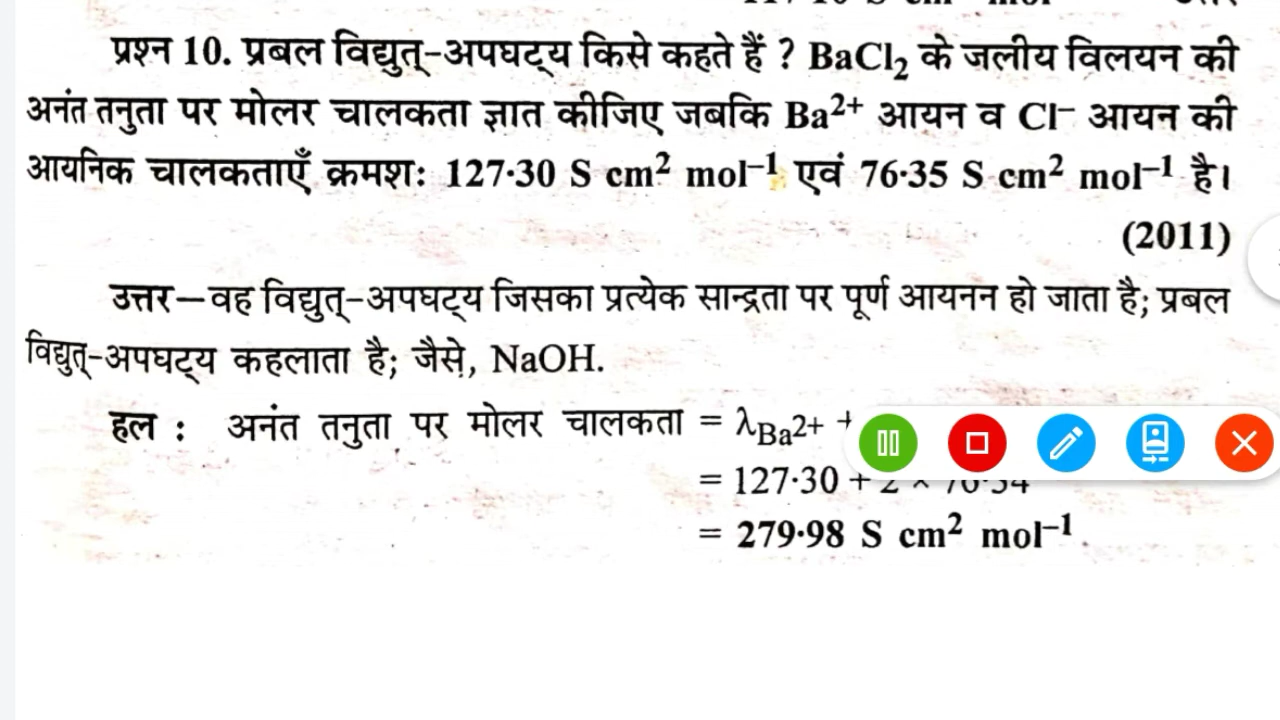 प्रश्न 10. प्रबल विद्युत्-अपघट्य किसे कहते हैं ? BaCl₂ के जलीय विलयन की
अनंत तनुता पर मोलर चालकता ज्ञात कीजिए जबकि Ba²⁺ आयन व Cl⁻ आयन की
आयनिक चालकताएँ क्रमशः 127·30 S cm² mol⁻¹ एवं 76·35 S cm² mol⁻¹ है।
(2011)
उत्तर—वह विद्युत्-अपघट्य जिसका प्रत्येक सान्द्रता पर पूर्ण आयनन हो जाता है; प्रबल
विद्युत्-अपघट्य कहलाता है; जैसे, NaOH.
हल : अनंत तनुता पर मोलर चालकता = λBa2+ +
= 127·30 + 2 × 76·34
= 279·98 S cm² mol⁻¹.